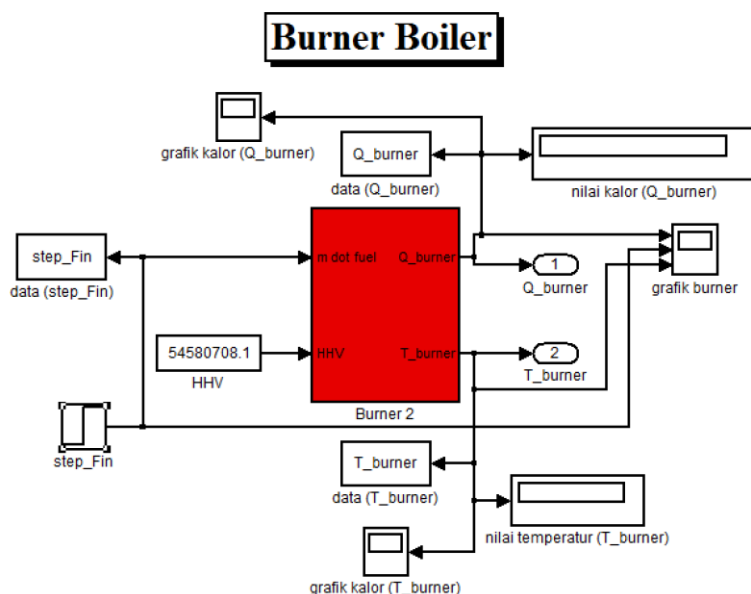 Burner Boiler
grafik kalor (Q_burner)
Q_burner
data (Q_burner)
nilai kalor (Q_burner)
step_Fin
data (step_Fin)
m dot fuel
Q_burner
1
Q_burner
grafik burner
54580708.1
HHV
HHV
T_burner
2
T_burner
Burner 2
step_Fin
T_burner
data (T_burner)
nilai temperatur (T_burner)
grafik kalor (T_burner)